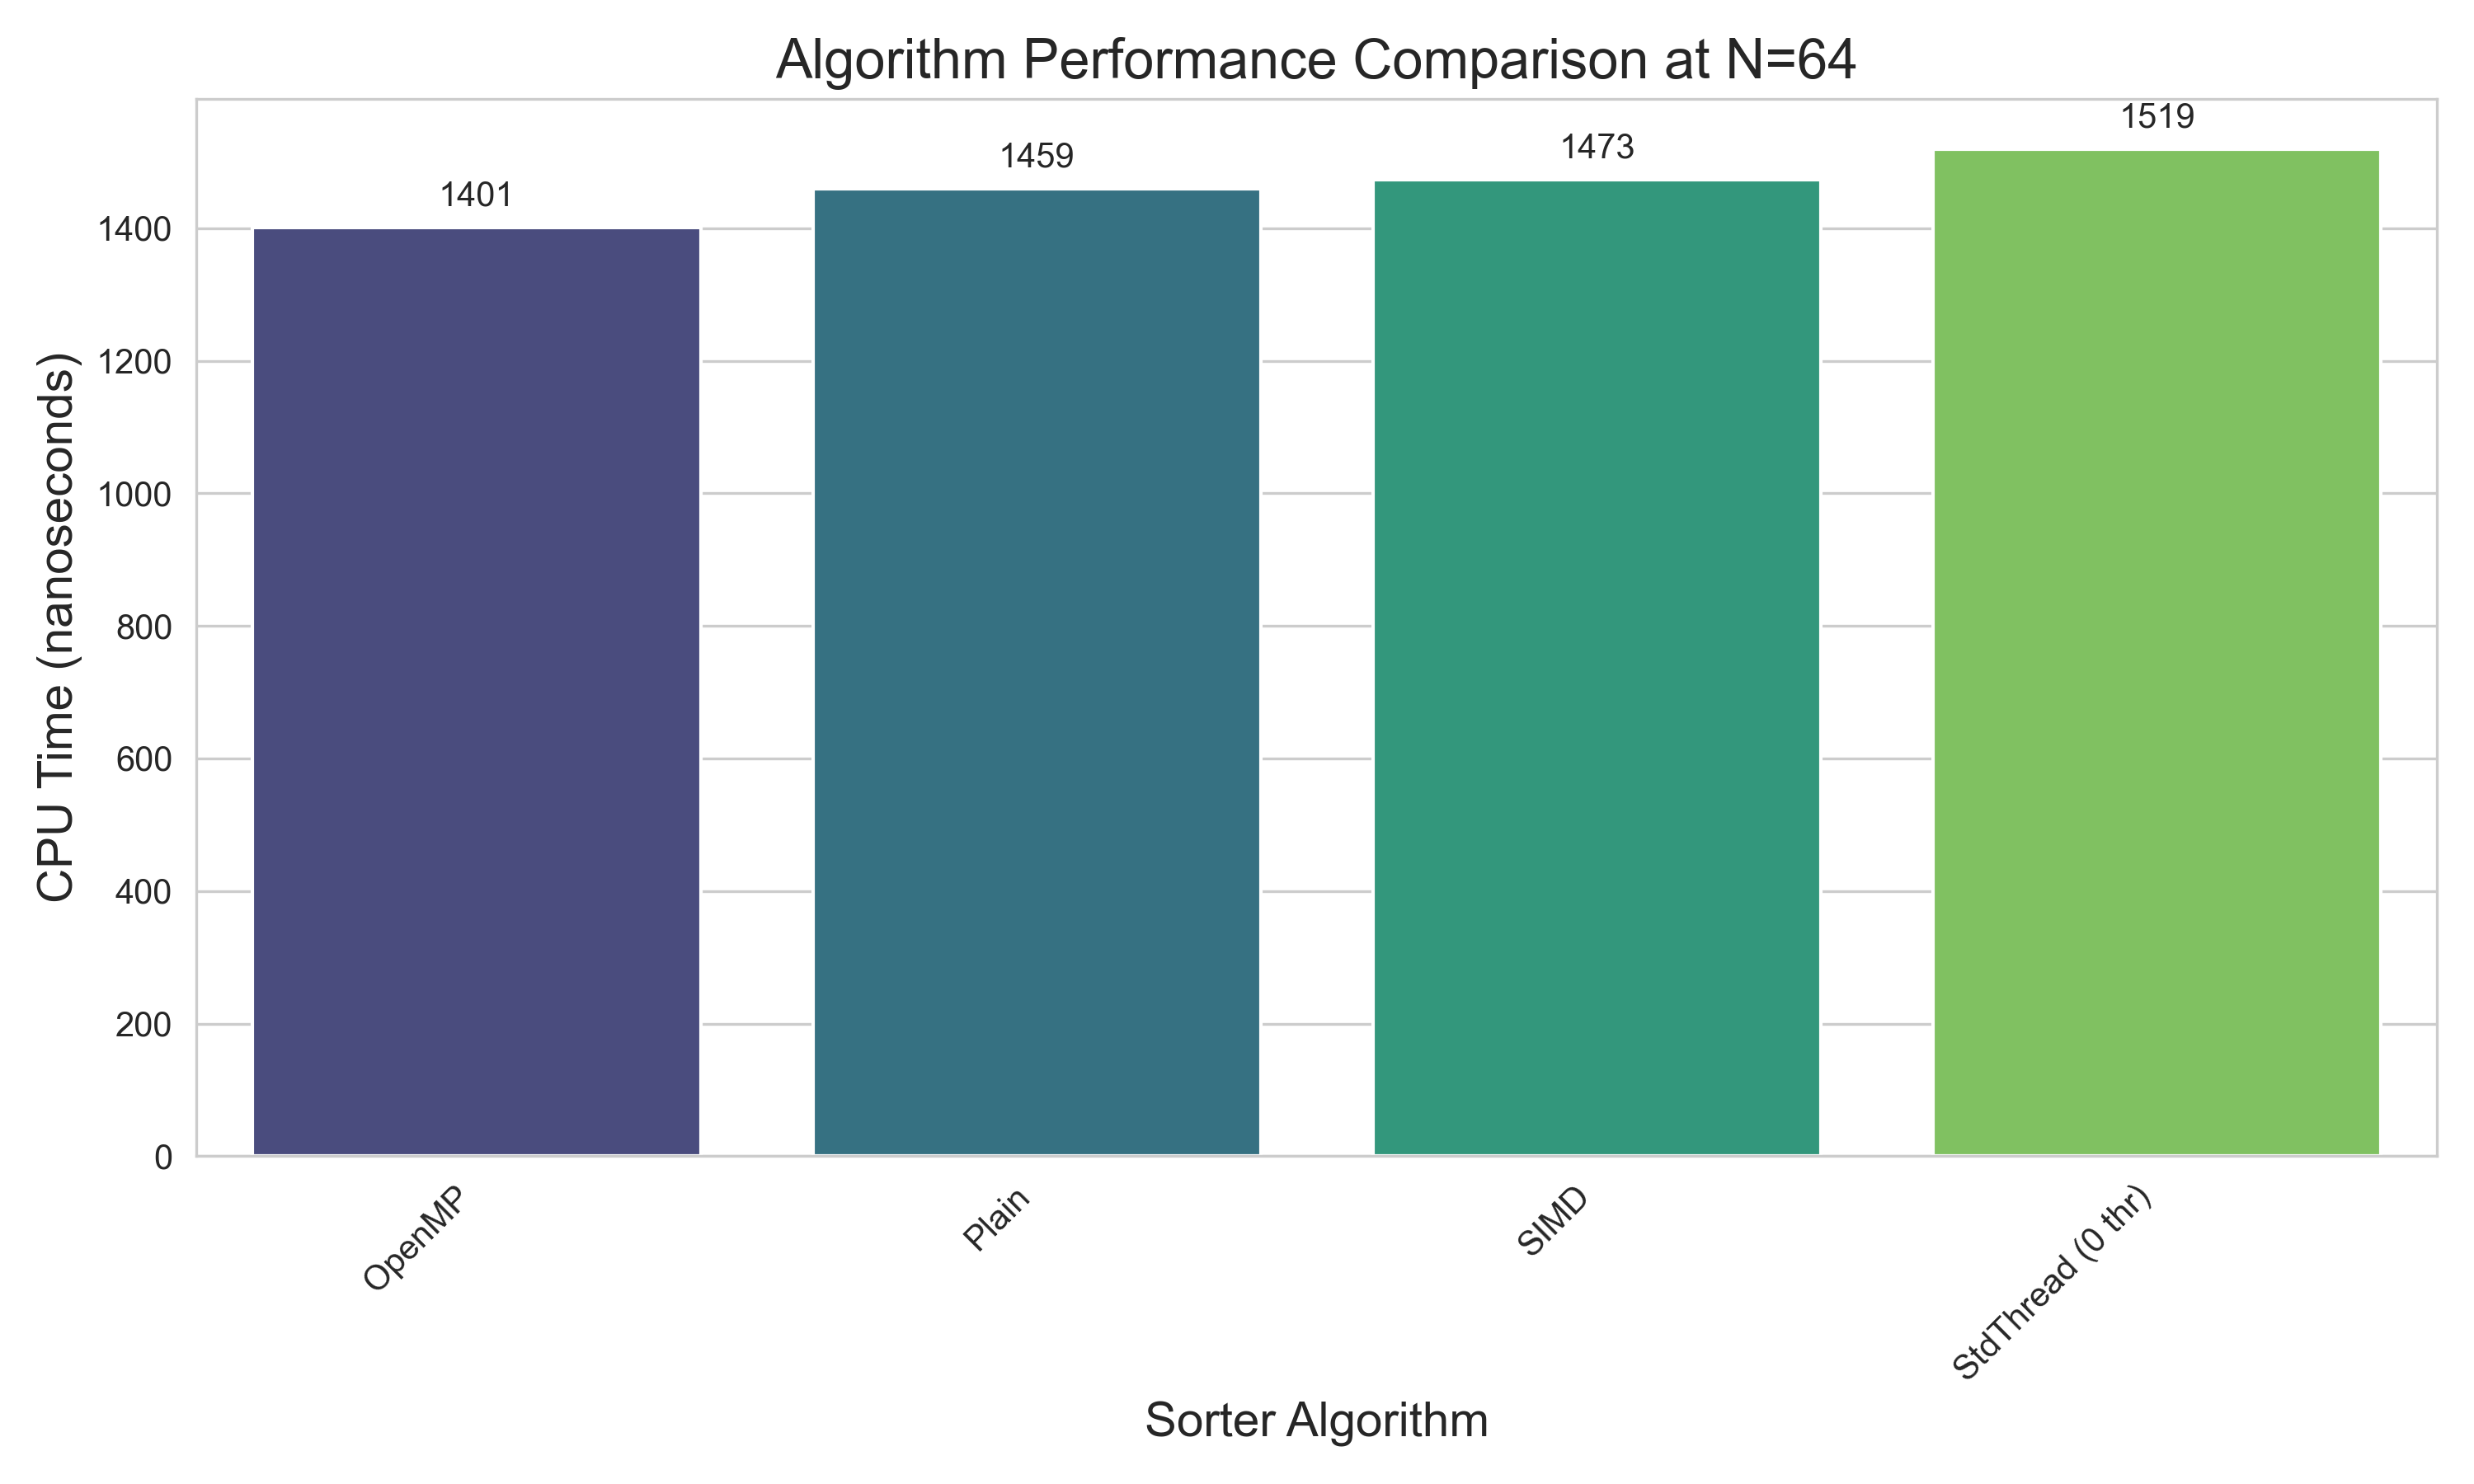 Algorithm Performance Comparison at N=64
1401
1459
1473
1519
CPU Time (nanoseconds)
1400
1200
1000
800
600
400
200
0
OpenMP
Plain
SIMD
StdThread (0 thr)
Sorter Algorithm